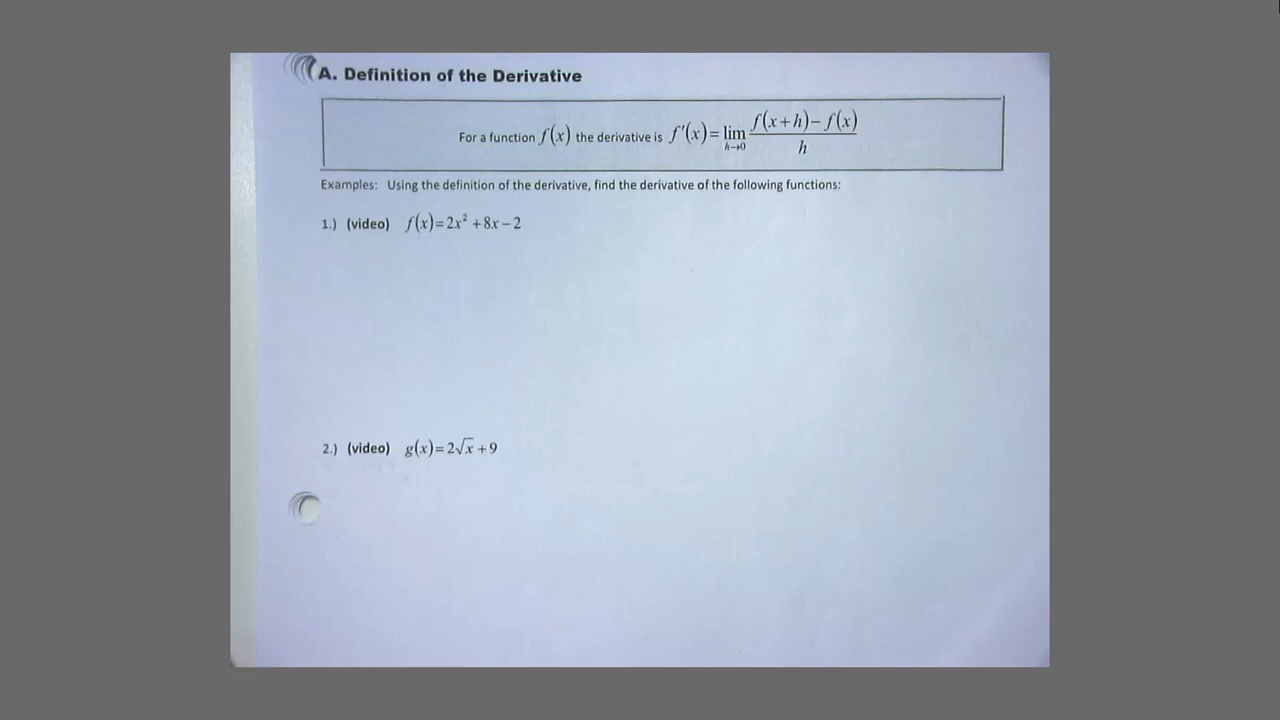 A. Definition of the Derivative
For a function f(x) the derivative is f'(x) = lim h→0 f(x+h) − f(x) / h
Examples: Using the definition of the derivative, find the derivative of the following functions:
1.) (video) f(x) = 2x² + 8x − 2
2.) (video) g(x) = 2√x + 9